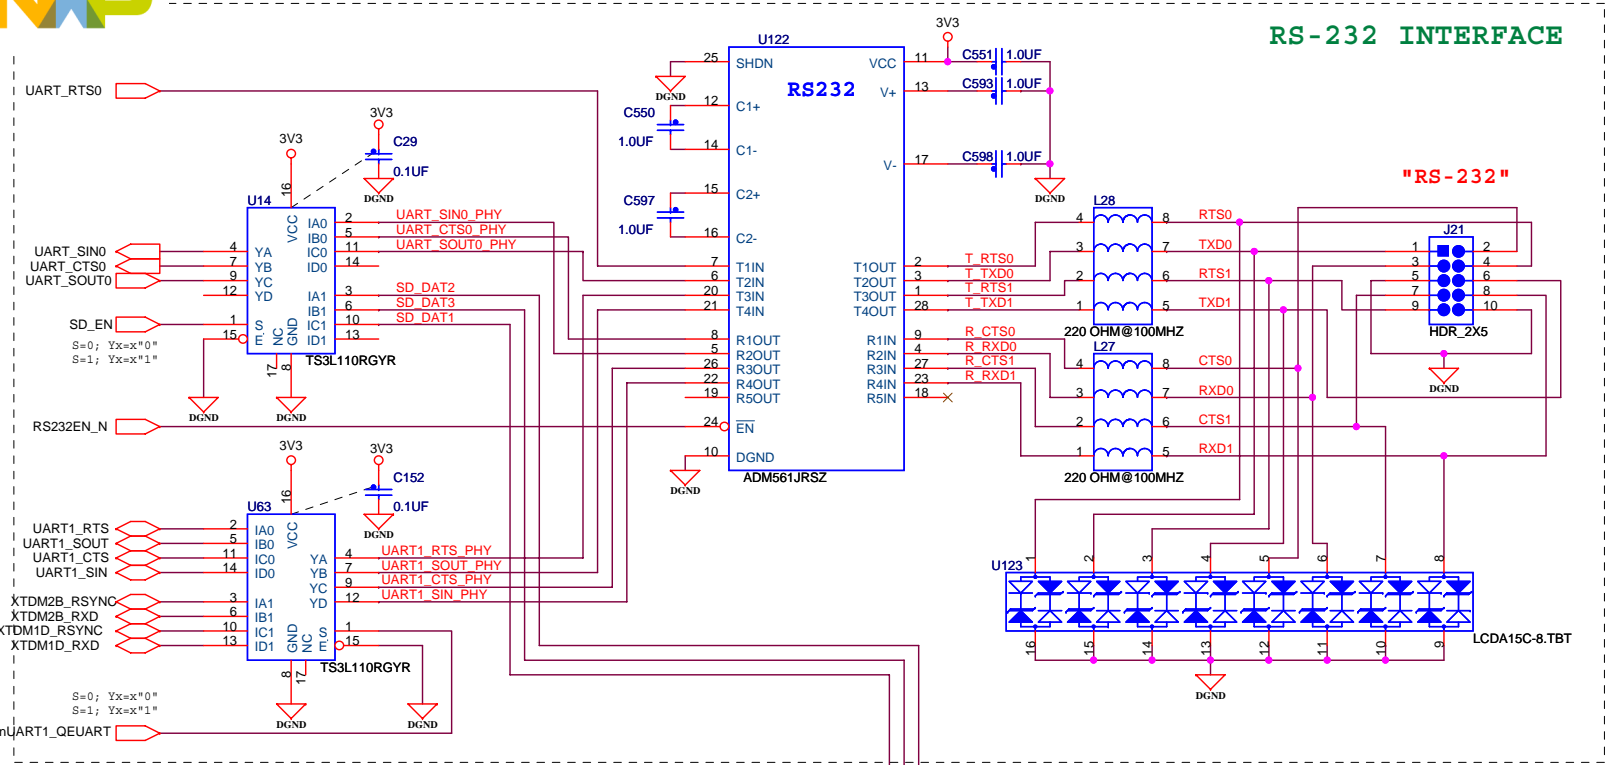 NXP
RS-232 INTERFACE
UART_RTS0
3V3
3V3
C29
0.1UF
DGND
U14
16
VCC
4 YA
7 YB
9 YC
12 YD
1 S
15 E
IA0 2
IB0 5
IC0 11
ID0 14
IA1 3
IB1 6
IC1 10
ID1 13
NC
GND
17
8
TS3L110RGYR
UART_SIN0
UART_CTS0
UART_SOUT0
SD_EN
S=0; Yx=x"0"
S=1; Yx=x"1"
DGND
DGND
UART_SIN0_PHY
UART_CTS0_PHY
UART_SOUT0_PHY
SD_DAT2
SD_DAT3
SD_DAT1
RS232EN_N
3V3
3V3
C152
0.1UF
DGND
U63
16
VCC
2 IA0
5 IB0
11 IC0
14 ID0
3 IA1
6 IB1
10 IC1
13 ID1
YA 4
YB 7
YC 9
YD 12
S 1
E 15
GND
NC
8
17
TS3L110RGYR
UART1_RTS
UART1_SOUT
UART1_CTS
UART1_SIN
XTDM2B_RSYNC
XTDM2B_RXD
XTDM1D_RSYNC
XTDM1D_RXD
UART1_RTS_PHY
UART1_SOUT_PHY
UART1_CTS_PHY
UART1_SIN_PHY
S=0; Yx=x"0"
S=1; Yx=x"1"
nUART1_QEUART
DGND
DGND
U122
RS232
25 SHDN
12 C1+
14 C1-
15 C2+
16 C2-
7 T1IN
6 T2IN
20 T3IN
21 T4IN
8 R1OUT
5 R2OUT
26 R3OUT
22 R4OUT
19 R5OUT
24 EN
10 DGND
VCC 11
V+ 13
V- 17
T1OUT 2
T2OUT 3
T3OUT 1
T4OUT 28
R1IN 9
R2IN 4
R3IN 27
R4IN 23
R5IN 18
ADM561JRSZ
DGND
C550
1.0UF
C597
1.0UF
DGND
3V3
C551 1.0UF
C593 1.0UF
C598 1.0UF
DGND
T_RTS0
T_TXD0
T_RTS1
T_TXD1
R_CTS0
R_RXD0
R_CTS1
R_RXD1
L28
4 8 RTS0
3 7 TXD0
2 6 RTS1
1 5 TXD1
220 OHM@100MHZ
L27
4 8 CTS0
3 7 RXD0
2 6 CTS1
1 5 RXD1
220 OHM@100MHZ
"RS-232"
J21
1 2
3 4
5 6
7 8
9 10
HDR_2X5
DGND
U123
1 2 3 4 5 6 7 8
16 15 14 13 12 11 10 9
LCDA15C-8.TBT
DGND